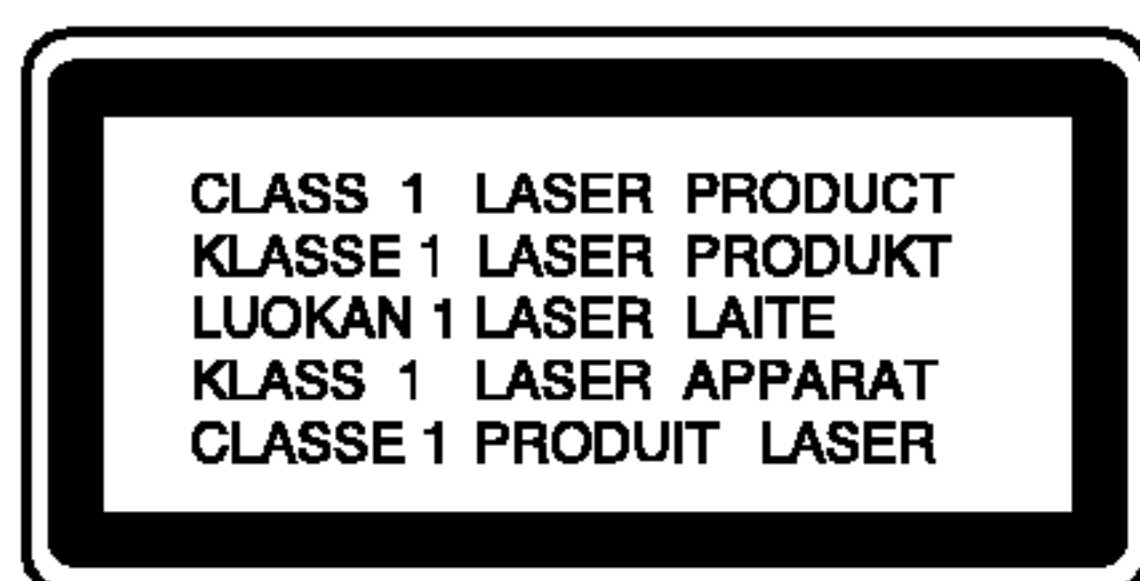 CLASS 1 LASER PRODUCT
KLASSE 1 LASER PRODUKT
LUOKAN 1 LASER LAITE
KLASS 1 LASER APPARAT
CLASSE 1 PRODUIT LASER